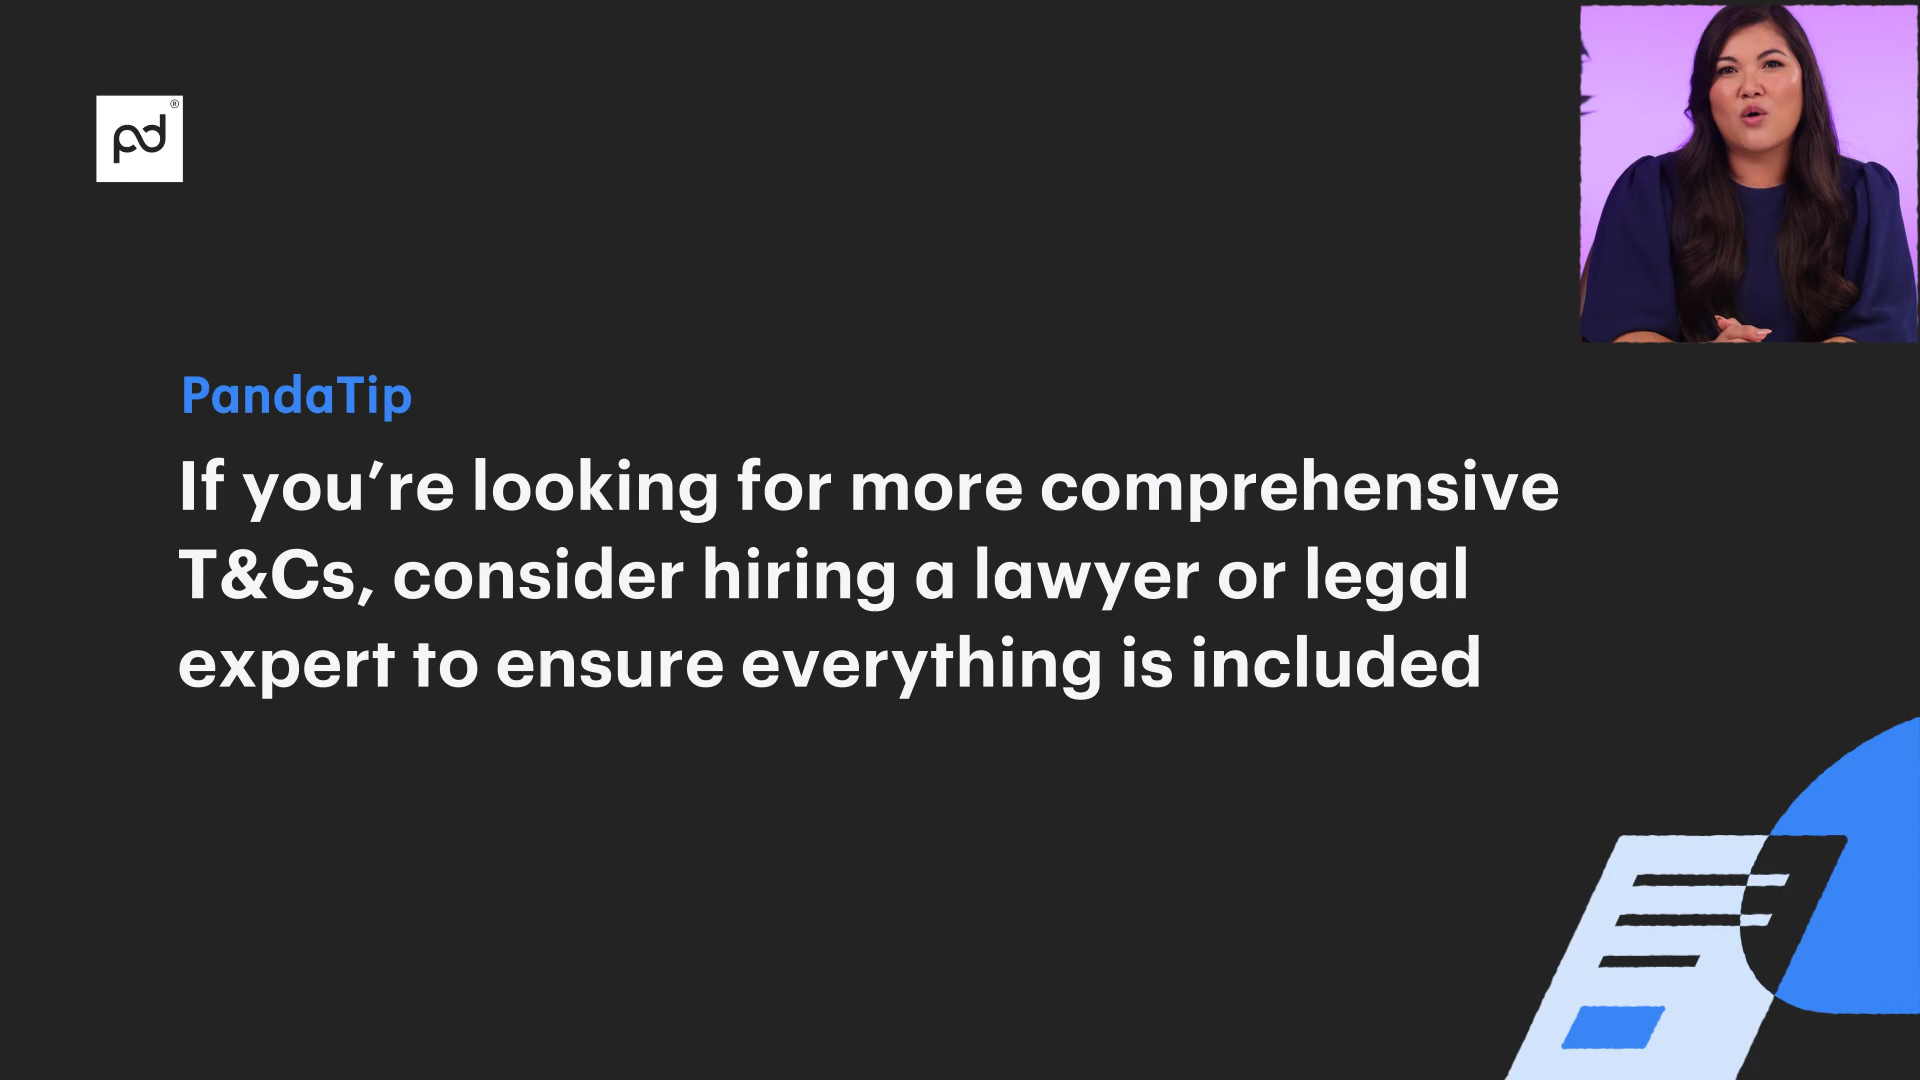 pd®
PandaTip
If you’re looking for more comprehensive
T&Cs, consider hiring a lawyer or legal
expert to ensure everything is included